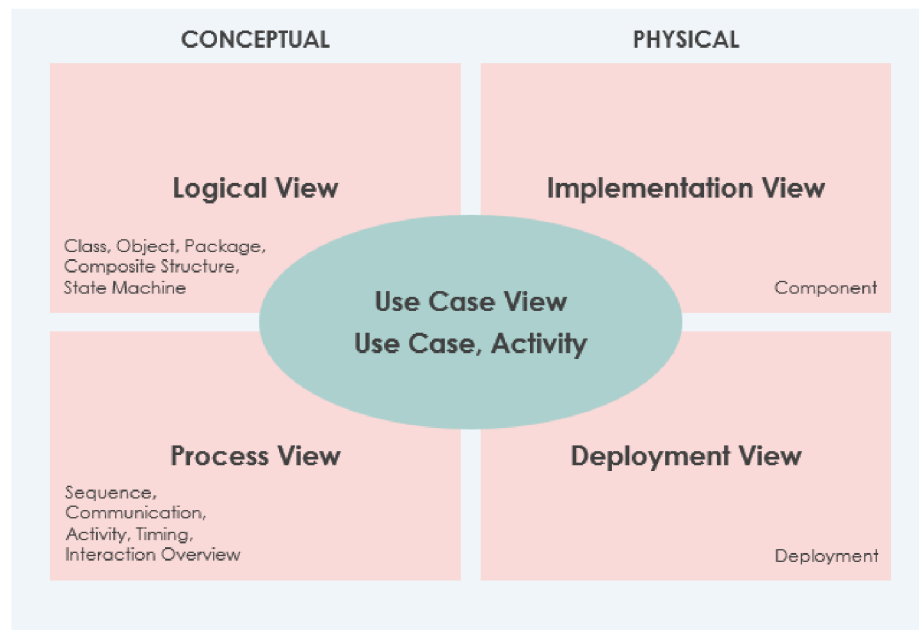 CONCEPTUAL
PHYSICAL
Logical View
Class, Object, Package,
Composite Structure,
State Machine
Implementation View
Component
Use Case View
Use Case, Activity
Process View
Sequence,
Communication,
Activity, Timing,
Interaction Overview
Deployment View
Deployment